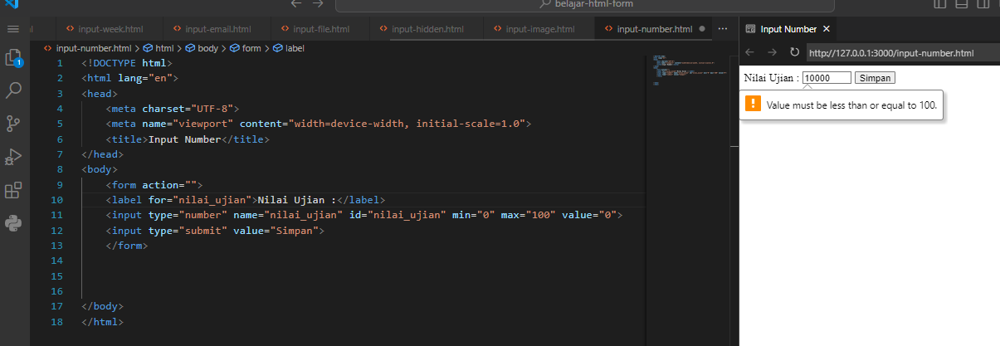 belajar-html-form
input-week.html input-email.html input-file.html input-hidden.html input-image.html input-number.html ...
input-number.html > html > body > form > label
1 <!DOCTYPE html>
2 <html lang="en">
3 <head>
4 <meta charset="UTF-8">
5 <meta name="viewport" content="width=device-width, initial-scale=1.0">
6 <title>Input Number</title>
7 </head>
8 <body>
9 <form action="">
10 <label for="nilai_ujian">Nilai Ujian :</label>
11 <input type="number" name="nilai_ujian" id="nilai_ujian" min="0" max="100" value="0">
12 <input type="submit" value="Simpan">
13 </form>
14
15
16
17 </body>
18 </html>
1
Input Number
http://127.0.0.1:3000/input-number.html
Nilai Ujian : 10000 Simpan
Value must be less than or equal to 100.